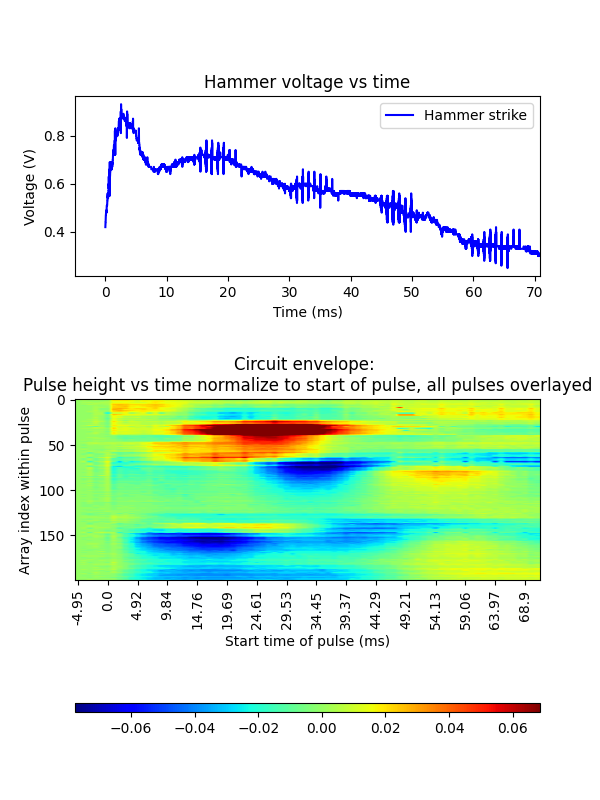 Hammer voltage vs time
Hammer strike
0.8
0.6
0.4
Voltage (V)
0 10 20 30 40 50 60 70
Time (ms)
Circuit envelope:
Pulse height vs time normalize to start of pulse, all pulses overlayed
0
50
100
150
Array index within pulse
-4.95 0.0 4.92 9.84 14.76 19.69 24.61 29.53 34.45 39.37 44.29 49.21 54.13 59.06 63.97 68.9
Start time of pulse (ms)
−0.06 −0.04 −0.02 0.00 0.02 0.04 0.06